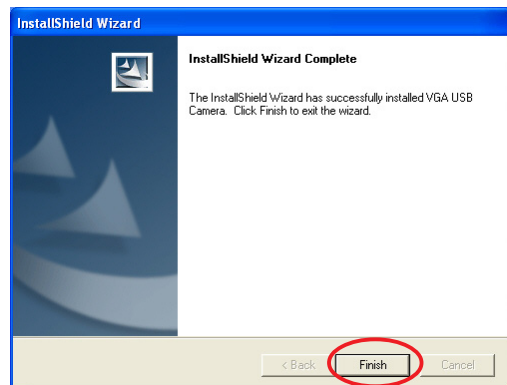 InstallShield Wizard
InstallShield Wizard Complete
The InstallShield Wizard has successfully installed VGA USB
Camera. Click Finish to exit the wizard.
< Back Finish Cancel